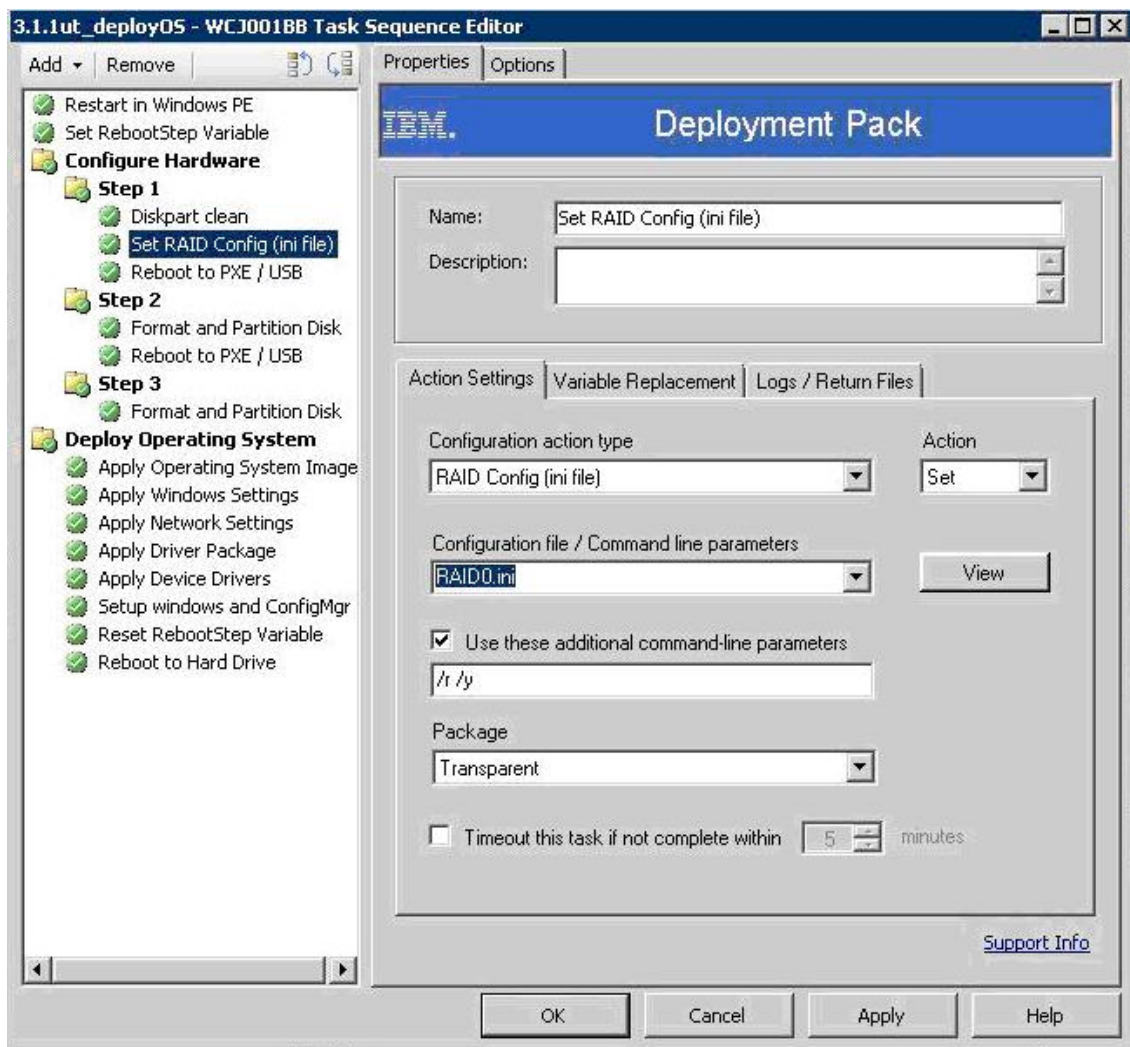 3.1.1ut_deployOS - WCJ001BB Task Sequence Editor
Add
Remove
Restart in Windows PE
Set RebootStep Variable
Configure Hardware
Step 1
Diskpart clean
Set RAID Config (ini file)
Reboot to PXE / USB
Step 2
Format and Partition Disk
Reboot to PXE / USB
Step 3
Format and Partition Disk
Deploy Operating System
Apply Operating System Image
Apply Windows Settings
Apply Network Settings
Apply Driver Package
Apply Device Drivers
Setup windows and ConfigMgr
Reset RebootStep Variable
Reboot to Hard Drive
Properties
Options
IBM.
Deployment Pack
Name:
Set RAID Config (ini file)
Description:
Action Settings
Variable Replacement
Logs / Return Files
Configuration action type
Action
RAID Config (ini file)
Set
Configuration file / Command line parameters
RAID0.ini
View
Use these additional command-line parameters
/r /y
Package
Transparent
Timeout this task if not complete within
5
minutes
Support Info
OK
Cancel
Apply
Help